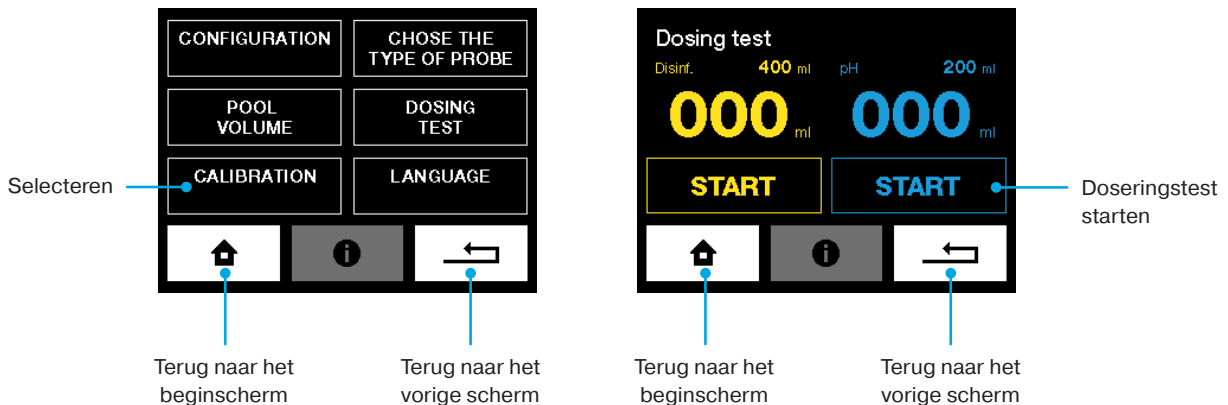 CONFIGURATION
CHOSE THE
TYPE OF PROBE
POOL
VOLUME
DOSING
TEST
CALIBRATION
LANGUAGE
Selecteren
Terug naar het
beginscherm
Terug naar het
vorige scherm
Dosing test
Disinf. 400 ml pH 200 ml
000 ml 000 ml
START START
Doseringstest
starten
Terug naar het
beginscherm
Terug naar het
vorige scherm